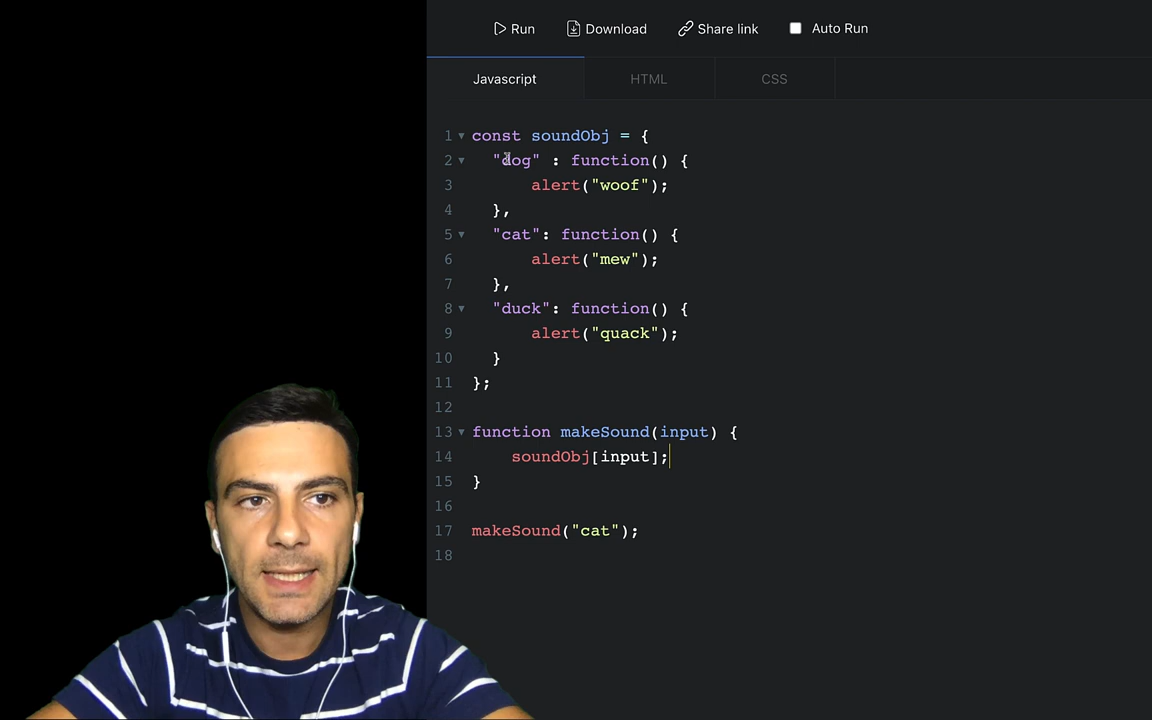 Run Download Share link Auto Run
Javascript HTML CSS
1 const soundObj = {
2 "dog" : function() {
3 alert("woof");
4 },
5 "cat": function() {
6 alert("mew");
7 },
8 "duck": function() {
9 alert("quack");
10 }
11 };
12
13 function makeSound(input) {
14 soundObj[input];
15 }
16
17 makeSound("cat");
18